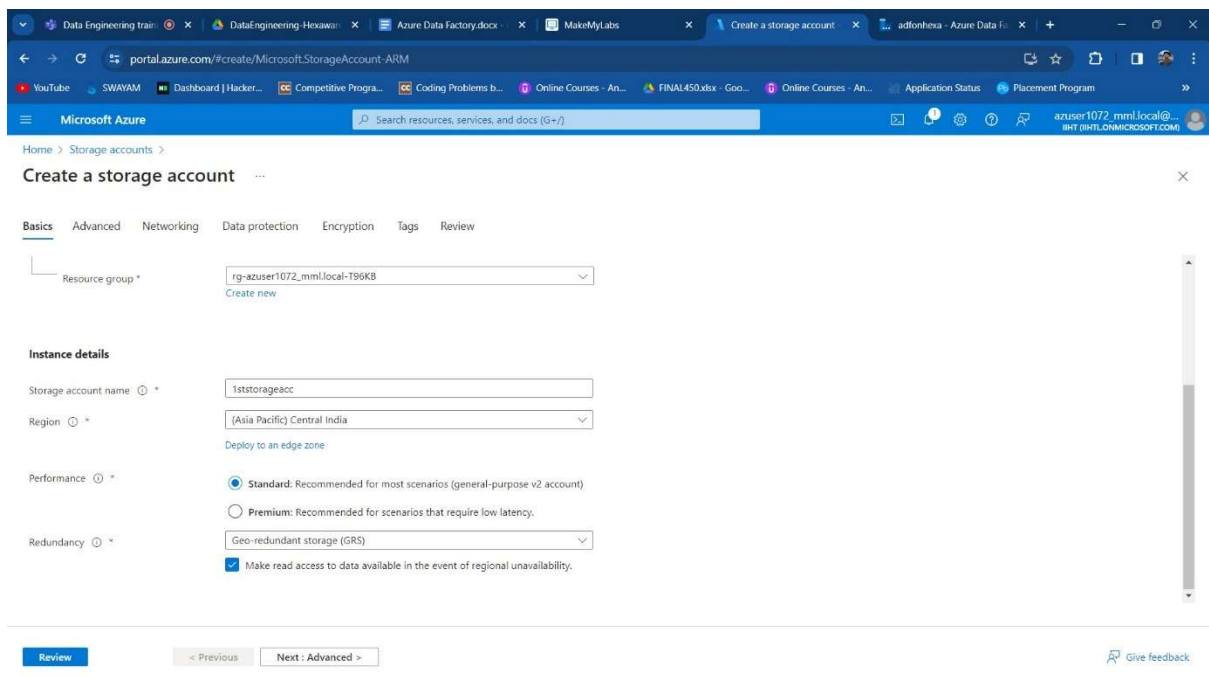 Data Engineering train
DataEngineering-Hexawar
Azure Data Factory.docx -
MakeMyLabs
Create a storage account -
adfonhexa - Azure Data Fa
portal.azure.com/#create/Microsoft.StorageAccount-ARM
YouTube
SWAYAM
Dashboard | Hacker...
CC Competitive Progra...
CC Coding Problems b...
Online Courses - An...
FINAL450.xlsx - Goo...
Online Courses - An...
Application Status
Placement Program
»
Microsoft Azure
Search resources, services, and docs (G+/)
1
azuser1072_mml.local@...
IIHT (IIHTL.ONMICROSOFT.COM)
Home > Storage accounts >
Create a storage account ...
Basics Advanced Networking Data protection Encryption Tags Review
Resource group *
rg-azuser1072_mml.local-T96KB
Create new
Instance details
Storage account name *
1ststorageacc
Region *
(Asia Pacific) Central India
Deploy to an edge zone
Performance *
Standard: Recommended for most scenarios (general-purpose v2 account)
Premium: Recommended for scenarios that require low latency.
Redundancy *
Geo-redundant storage (GRS)
Make read access to data available in the event of regional unavailability.
Review
< Previous
Next : Advanced >
Give feedback